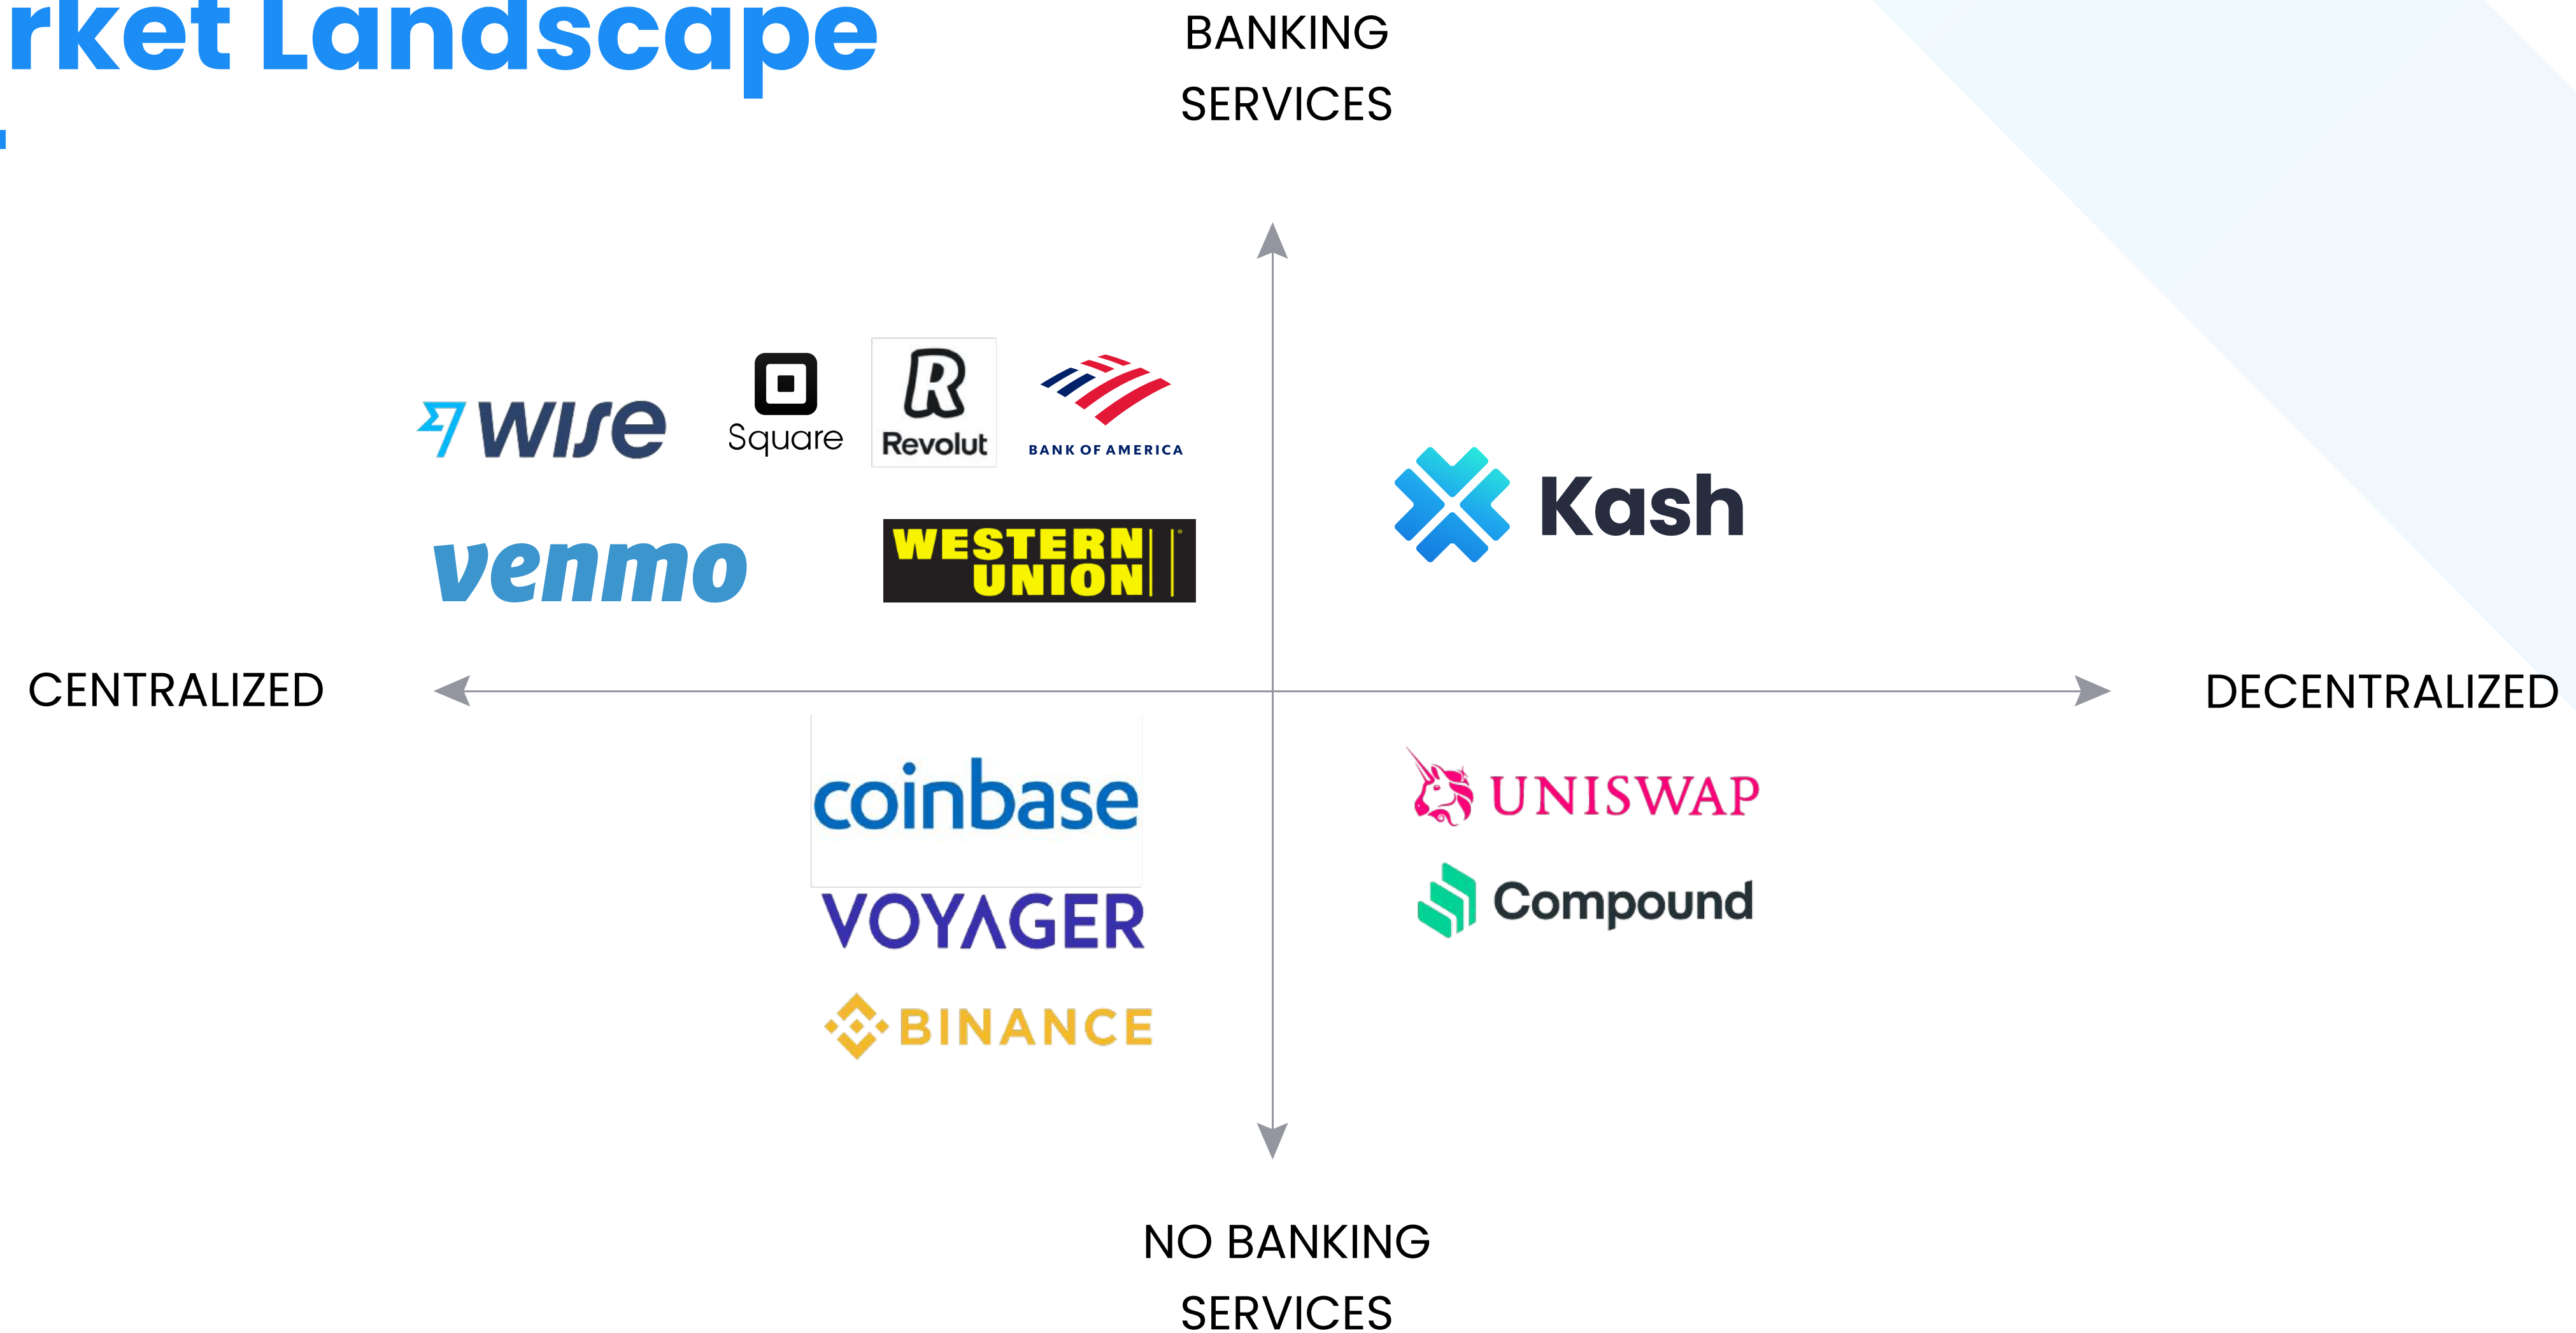 rket Landscape
BANKING
SERVICES
WISE
Square
R
Revolut
BANK OF AMERICA
Kash
venmo
WESTERN
UNION
CENTRALIZED
DECENTRALIZED
coinbase
UNISWAP
VOYAGER
Compound
BINANCE
NO BANKING
SERVICES